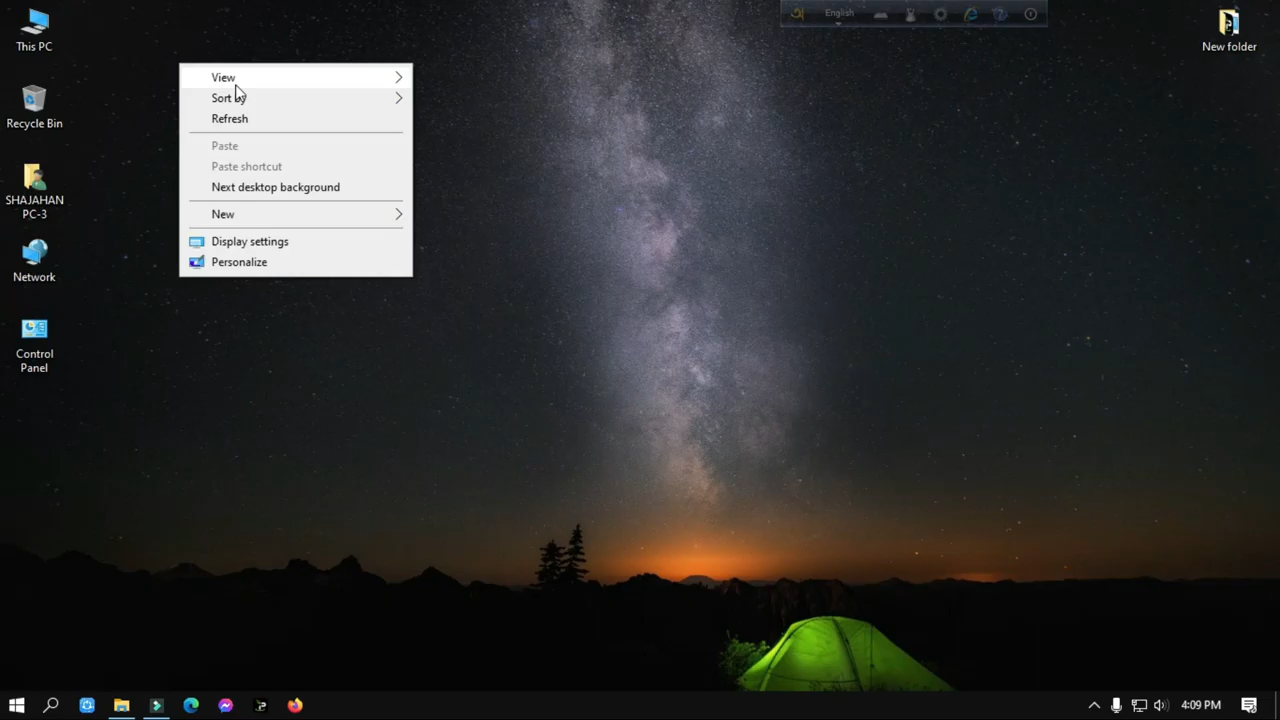 This PC
Recycle Bin
SHAJAHAN
PC-3
Network
Control
Panel
View
Sort by
Refresh
Paste
Paste shortcut
Next desktop background
New
Display settings
Personalize
অ
English
New folder
4:09 PM